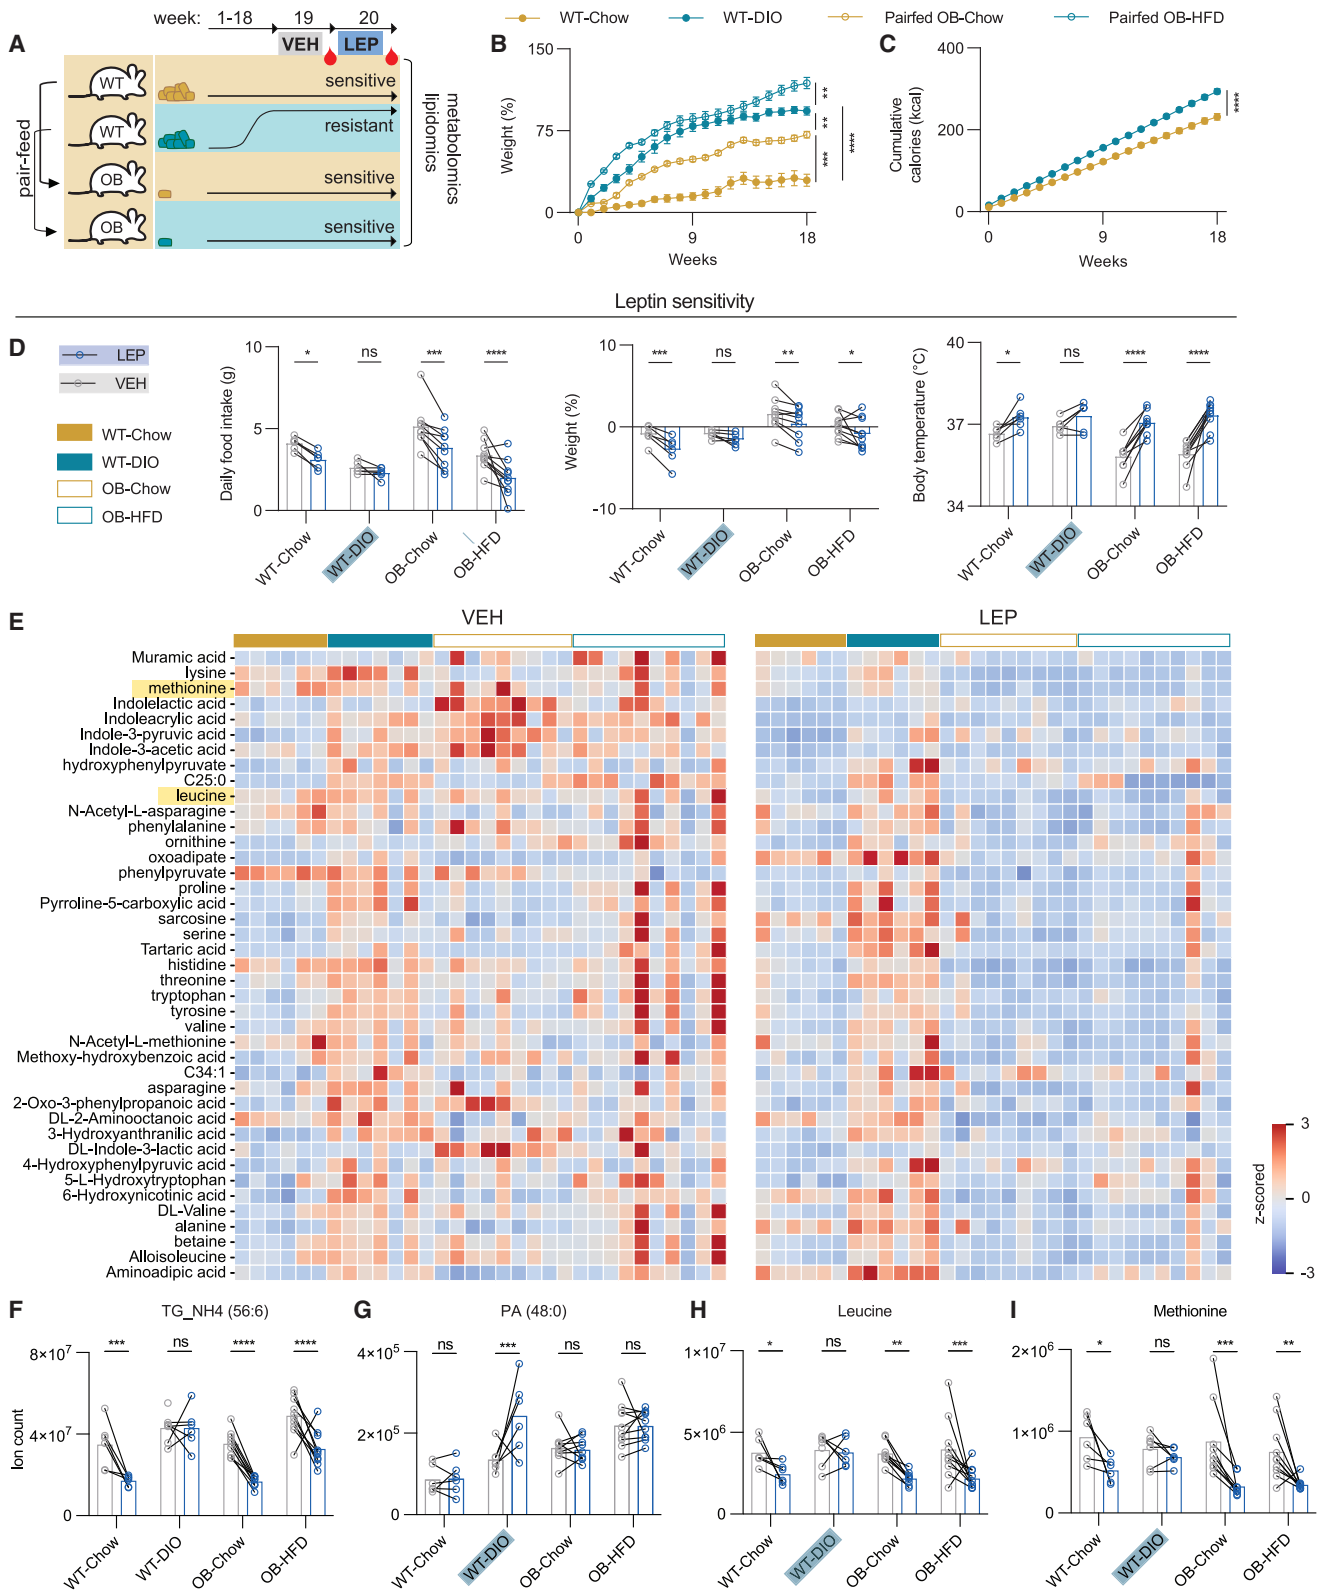 week: 1-18 19 20
VEH LEP
A
WT
sensitive
WT
resistant
OB
sensitive
OB
sensitive
pair-feed
metabolomics
lipidomics
WT-Chow WT-DIO Pairfed OB-Chow Pairfed OB-HFD
B
150
75
0
Weight (%)
0 9 18
Weeks
**
**
***
****
C
400
200
0
Cumulative
calories (kcal)
0 9 18
Weeks
****
Leptin sensitivity
D
LEP
VEH
WT-Chow
WT-DIO
OB-Chow
OB-HFD
Daily food intake (g)
10
5
0
* ns *** ****
WT-Chow WT-DIO OB-Chow OB-HFD
Weight (%)
10
0
-10
*** ns ** *
WT-Chow WT-DIO OB-Chow OB-HFD
Body temperature (°C)
40
37
34
* ns **** ****
WT-Chow WT-DIO OB-Chow OB-HFD
E
VEH LEP
Muramic acid
lysine
methionine
Indolelactic acid
Indoleacrylic acid
Indole-3-pyruvic acid
Indole-3-acetic acid
hydroxyphenylpyruvate
C25:0
leucine
N-Acetyl-L-asparagine
phenylalanine
ornithine
oxoadipate
phenylpyruvate
proline
Pyrroline-5-carboxylic acid
sarcosine
serine
Tartaric acid
histidine
threonine
tryptophan
tyrosine
valine
N-Acetyl-L-methionine
Methoxy-hydroxybenzoic acid
C34:1
asparagine
2-Oxo-3-phenylpropanoic acid
DL-2-Aminooctanoic acid
3-Hydroxyanthranilic acid
DL-Indole-3-lactic acid
4-Hydroxyphenylpyruvic acid
5-L-Hydroxytryptophan
6-Hydroxynicotinic acid
DL-Valine
alanine
betaine
Alloisoleucine
Aminoadipic acid
z-scored
3
0
-3
F
TG_NH4 (56:6)
Ion count
8×10⁷
4×10⁷
0
*** ns **** ****
WT-Chow WT-DIO OB-Chow OB-HFD
G
PA (48:0)
4×10⁵
2×10⁵
0
ns *** ns ns
WT-Chow WT-DIO OB-Chow OB-HFD
H
Leucine
1×10⁷
5×10⁶
0
* ns ** ***
WT-Chow WT-DIO OB-Chow OB-HFD
I
Methionine
2×10⁶
1×10⁶
0
* ns *** **
WT-Chow WT-DIO OB-Chow OB-HFD